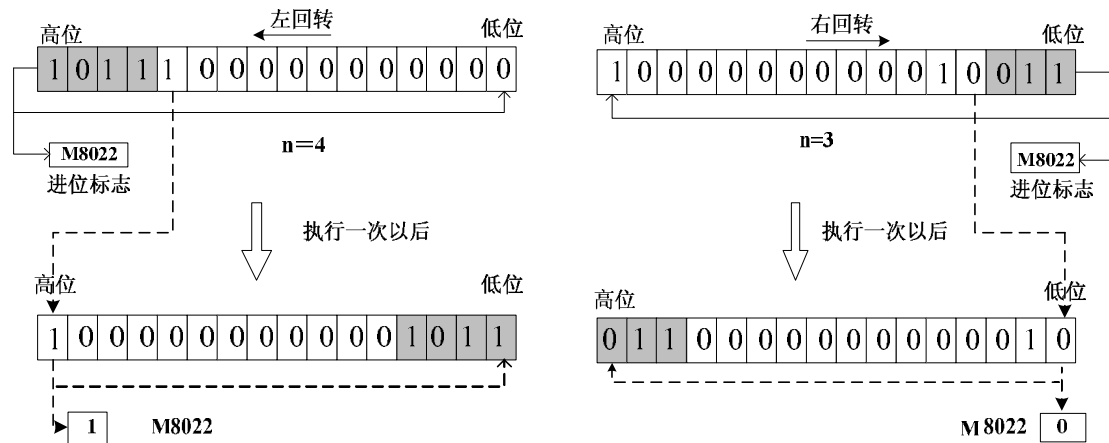 左回转
高位 低位
1 0 1 1 1 0 0 0 0 0 0 0 0 0 0 0
n=4
M8022
进位标志
执行一次以后
高位 低位
1 0 0 0 0 0 0 0 0 0 0 0 1 0 1 1
1 M8022
右回转
高位 低位
1 0 0 0 0 0 0 0 0 0 0 1 0 0 1 1
n=3
M8022
进位标志
执行一次以后
高位 低位
0 1 1 0 0 0 0 0 0 0 0 0 0 0 1 0
M 8022 0